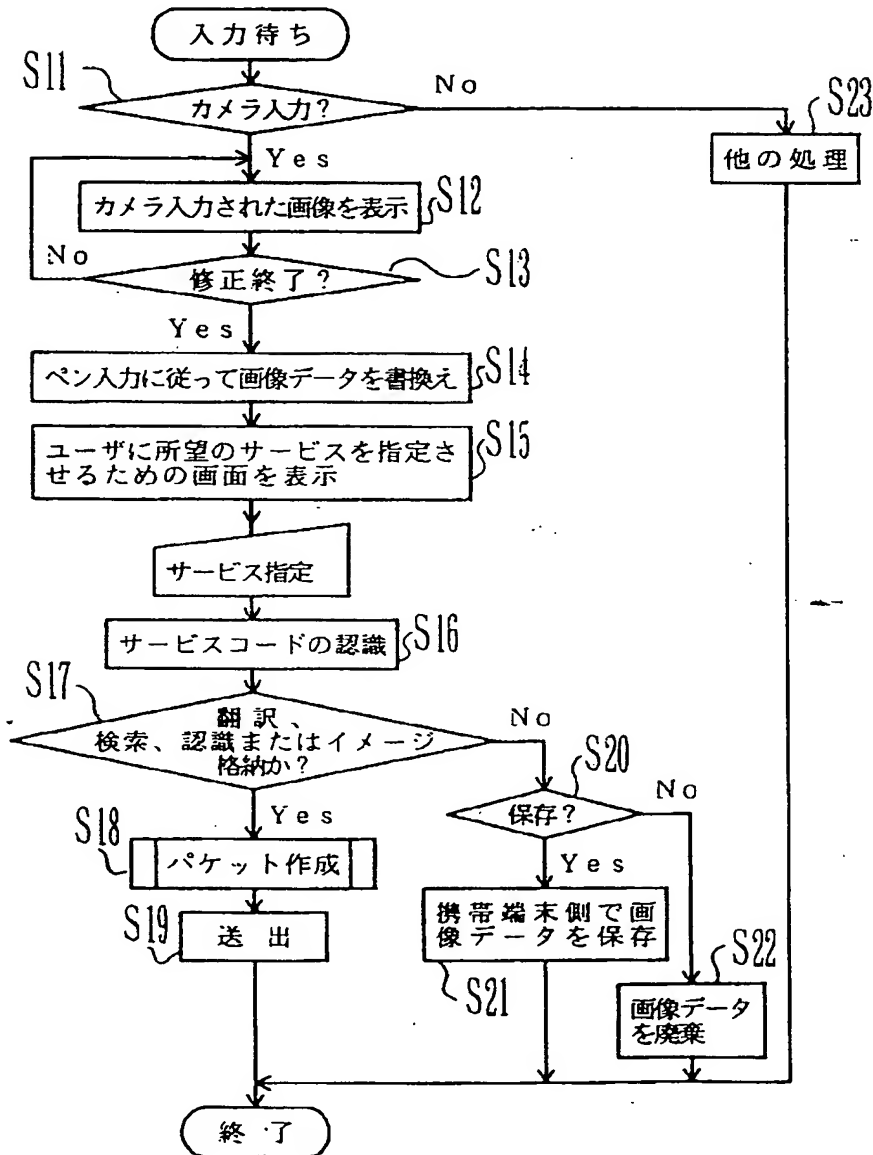 入力待ち
S11
カメラ入力?
No
S23
他の処理
Yes
カメラ入力された画像を表示
S12
No
修正終了?
S13
Yes
ペン入力に従って画像データを書換え
S14
ユーザに所望のサービスを指定さ
せるための画面を表示
S15
サービス指定
サービスコードの認識
S16
S17
翻訳、
検索、認識またはイメージ
格納か?
No
Yes
S20
保存?
No
S18
パケット作成
Yes
S19
送出
携帯端末側で画
像データを保存
S21
S22
画像データ
を廃棄
終了